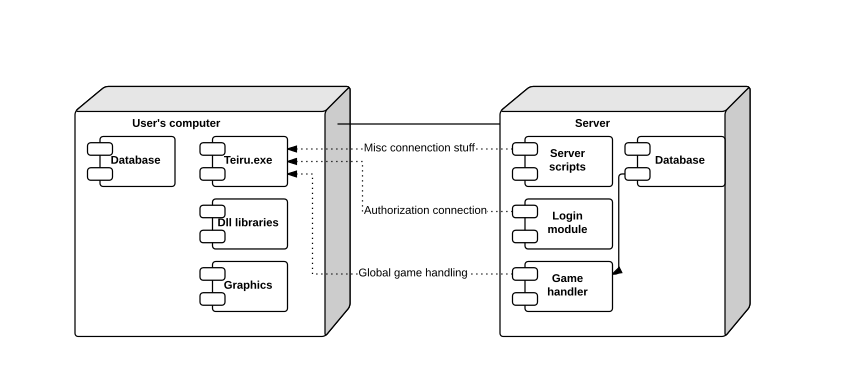 User's computer
Server
Database
Teiru.exe
Misc connenction stuff
Server
scripts
Database
Dll libraries
Authorization connection
Login
module
Graphics
Global game handling
Game
handler